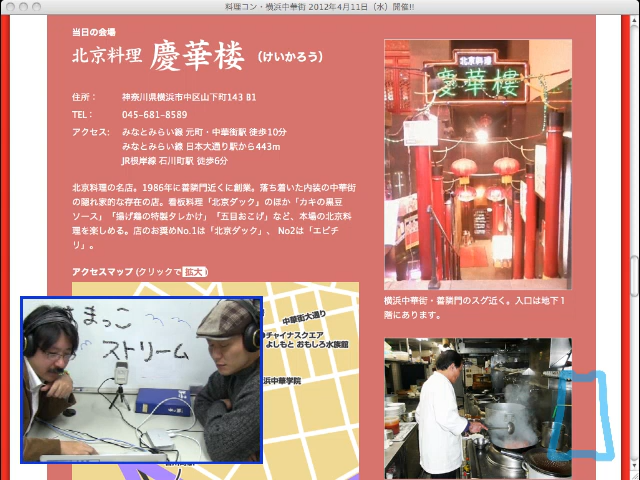 料理コン・横浜中華街 2012年4月11日（水）開催!!
当日の会場
北京料理 慶華楼（けいかろう）
住所： 神奈川県横浜市中区山下町143 B1
TEL： 045-681-8589
アクセス: みなとみらい線 元町・中華街駅 徒歩10分
みなとみらい線 日本大通り駅から443m
JR根岸線 石川町駅 徒歩6分
北京料理の名店。1986年に善隣門近くに創業。落ち着いた内装の中華街
の隠れ家的な存在の店。看板料理「北京ダック」のほか「カキの黒豆
ソース」「揚げ鶏の特製タレかけ」「五目おこげ」など、本場の北京料
理を楽しめる。店のお奨めNo.1は「北京ダック」、 No2は「エビチ
リ」。
アクセスマップ (クリックで拡大)
中華街大通り
チャイナスクエア
よしもと おもしろ水族館
浜中華学院
まっこ
ストリーム
北京料理
慶華樓
横浜中華街・善隣門のスグ近く。入口は地下１
階にあります。